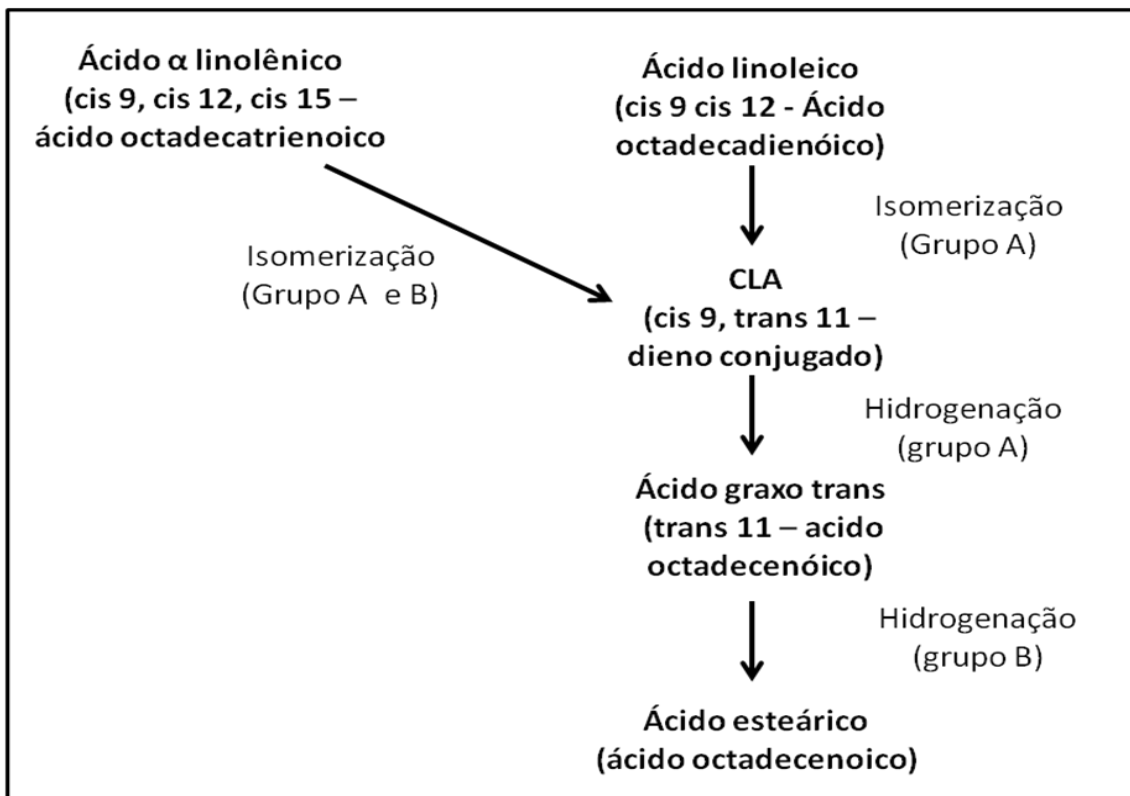 Ácido α linolênico
(cis 9, cis 12, cis 15 –
ácido octadecatrienoico
Ácido linoleico
(cis 9 cis 12 - Ácido
octadecadienóico)
Isomerização
(Grupo A e B)
Isomerização
(Grupo A)
CLA
(cis 9, trans 11 –
dieno conjugado)
Hidrogenação
(grupo A)
Ácido graxo trans
(trans 11 – acido
octadecenóico)
Hidrogenação
(grupo B)
Ácido esteárico
(ácido octadecenoico)